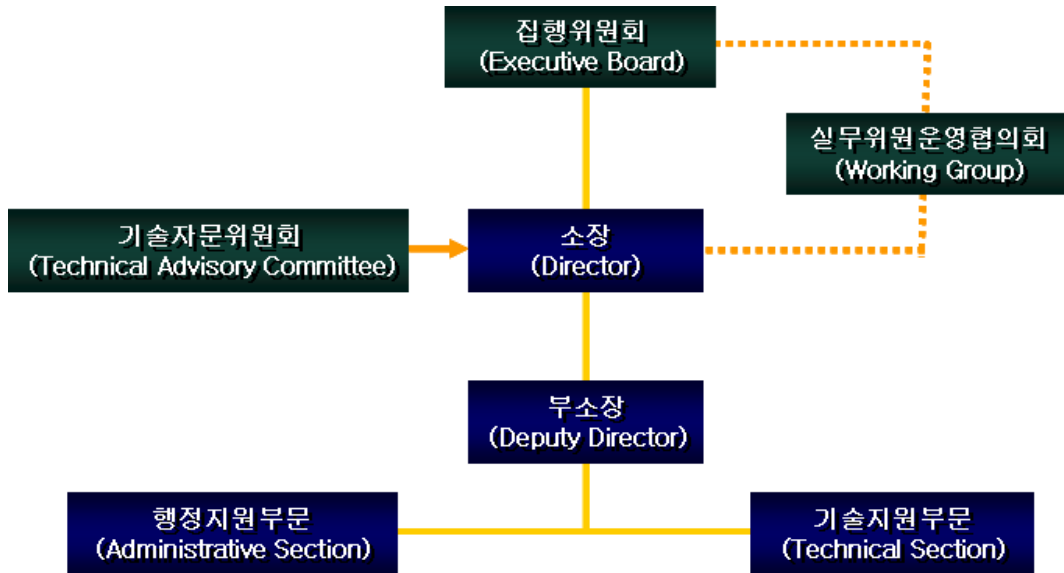 집행위원회
(Executive Board)
실무위원운영협의회
(Working Group)
기술자문위원회
(Technical Advisory Committee)
소장
(Director)
부소장
(Deputy Director)
행정지원부문
(Administrative Section)
기술지원부문
(Technical Section)